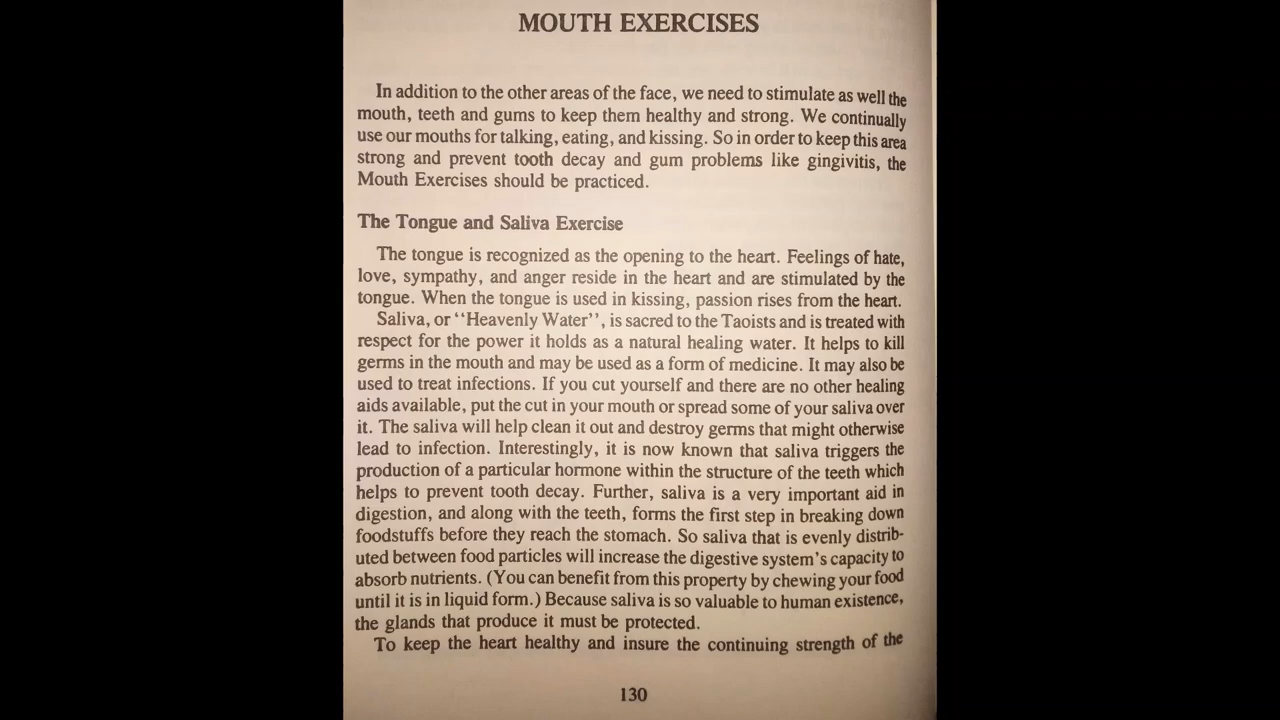 MOUTH EXERCISES
In addition to the other areas of the face, we need to stimulate as well the
mouth, teeth and gums to keep them healthy and strong. We continually
use our mouths for talking, eating, and kissing. So in order to keep this area
strong and prevent tooth decay and gum problems like gingivitis, the
Mouth Exercises should be practiced.
The Tongue and Saliva Exercise
The tongue is recognized as the opening to the heart. Feelings of hate,
love, sympathy, and anger reside in the heart and are stimulated by the
tongue. When the tongue is used in kissing, passion rises from the heart.
Saliva, or ‘‘Heavenly Water’’, is sacred to the Taoists and is treated with
respect for the power it holds as a natural healing water. It helps to kill
germs in the mouth and may be used as a form of medicine. It may also be
used to treat infections. If you cut yourself and there are no other healing
aids available, put the cut in your mouth or spread some of your saliva over
it. The saliva will help clean it out and destroy germs that might otherwise
lead to infection. Interestingly, it is now known that saliva triggers the
production of a particular hormone within the structure of the teeth which
helps to prevent tooth decay. Further, saliva is a very important aid in
digestion, and along with the teeth, forms the first step in breaking down
foodstuffs before they reach the stomach. So saliva that is evenly distrib-
uted between food particles will increase the digestive system’s capacity to
absorb nutrients. (You can benefit from this property by chewing your food
until it is in liquid form.) Because saliva is so valuable to human existence,
the glands that produce it must be protected.
To keep the heart healthy and insure the continuing strength of the
130